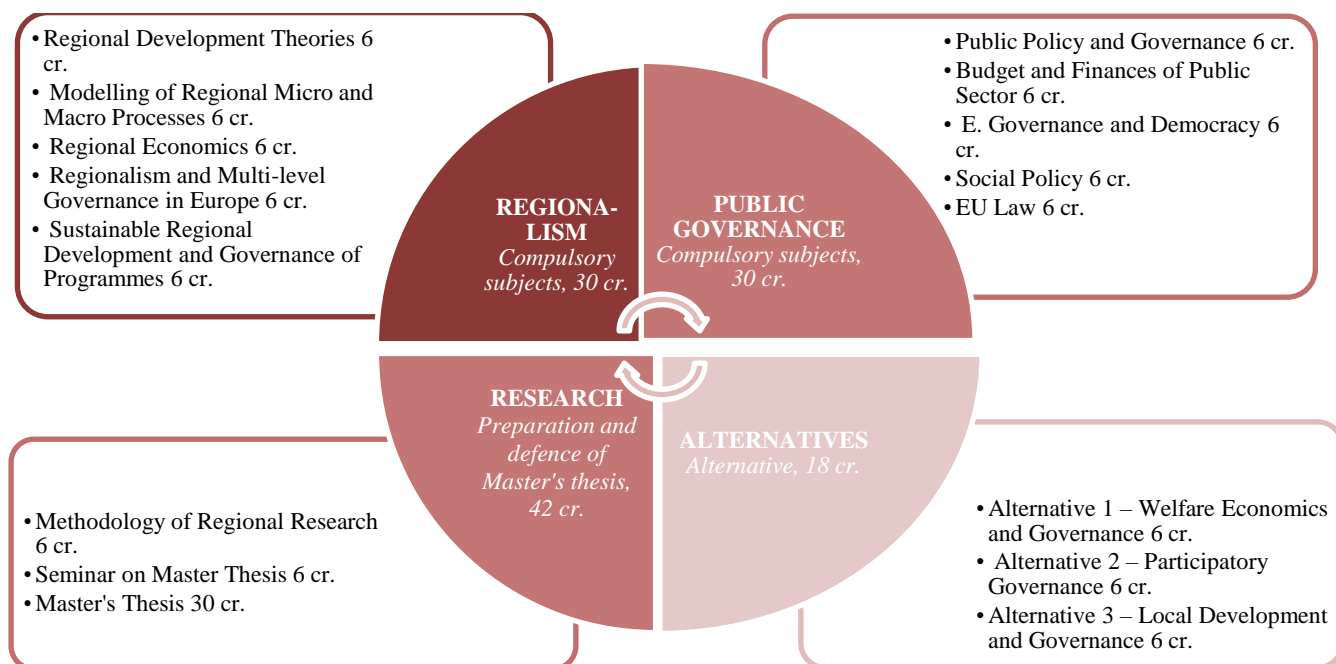 • Regional Development Theories 6
cr.
• Modelling of Regional Micro and
Macro Processes 6 cr.
• Regional Economics 6 cr.
• Regionalism and Multi-level
Governance in Europe 6 cr.
• Sustainable Regional
Development and Governance of
Programmes 6 cr.
• Public Policy and Governance 6 cr.
• Budget and Finances of Public
Sector 6 cr.
• E. Governance and Democracy 6
cr.
• Social Policy 6 cr.
• EU Law 6 cr.
REGIONA-
LISM
Compulsory
subjects, 30 cr.
PUBLIC
GOVERNANCE
Compulsory subjects,
30 cr.
RESEARCH
Preparation and
defence of
Master's thesis,
42 cr.
ALTERNATIVES
Alternative, 18 cr.
• Methodology of Regional Research
6 cr.
• Seminar on Master Thesis 6 cr.
• Master's Thesis 30 cr.
• Alternative 1 – Welfare Economics
and Governance 6 cr.
• Alternative 2 – Participatory
Governance 6 cr.
• Alternative 3 – Local Development
and Governance 6 cr.